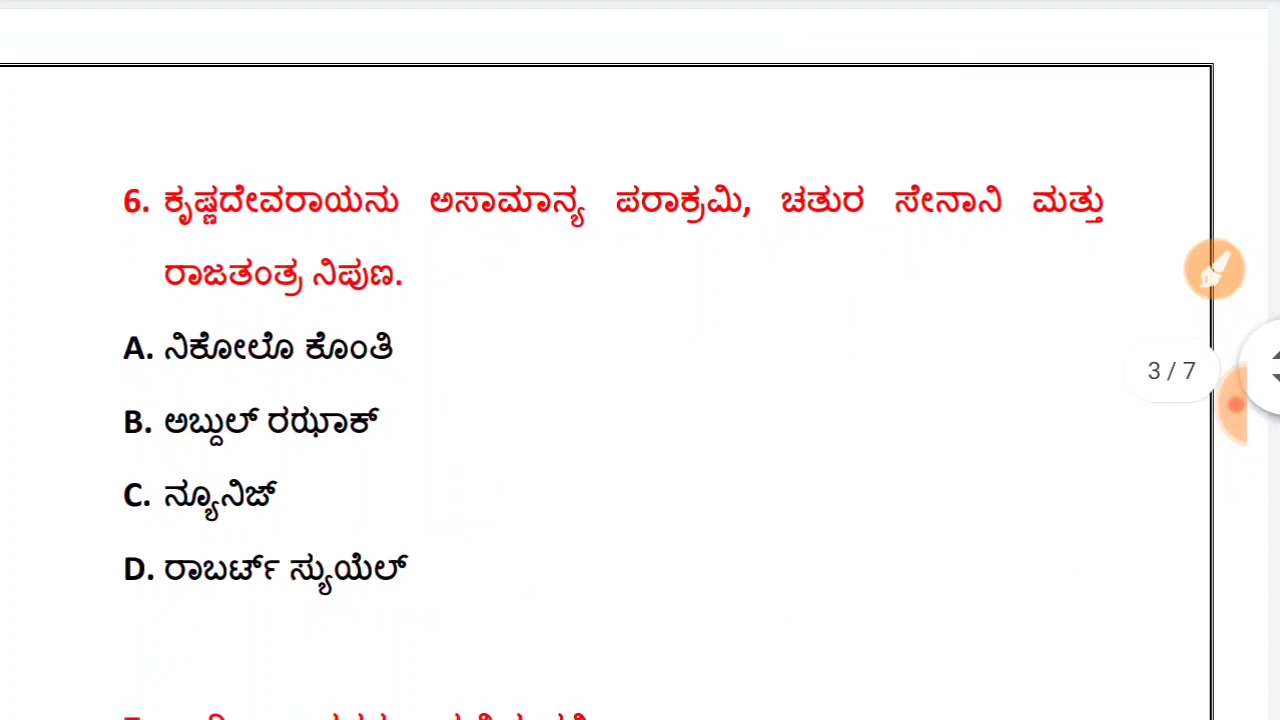 6. ಕೃಷ್ಣದೇವರಾಯನು ಅಸಾಮಾನ್ಯ ಪರಾಕ್ರಮಿ, ಚತುರ ಸೇನಾನಿ ಮತ್ತು
ರಾಜತಂತ್ರ ನಿಪುಣ.
A. ನಿಕೋಲೊ ಕೊಂತಿ
B. ಅಬ್ದುಲ್ ರಝಾಕ್
3 / 7
C. ನ್ಯೂನಿಜ್
D. ರಾಬರ್ಟ್ ಸ್ಯುಯೆಲ್